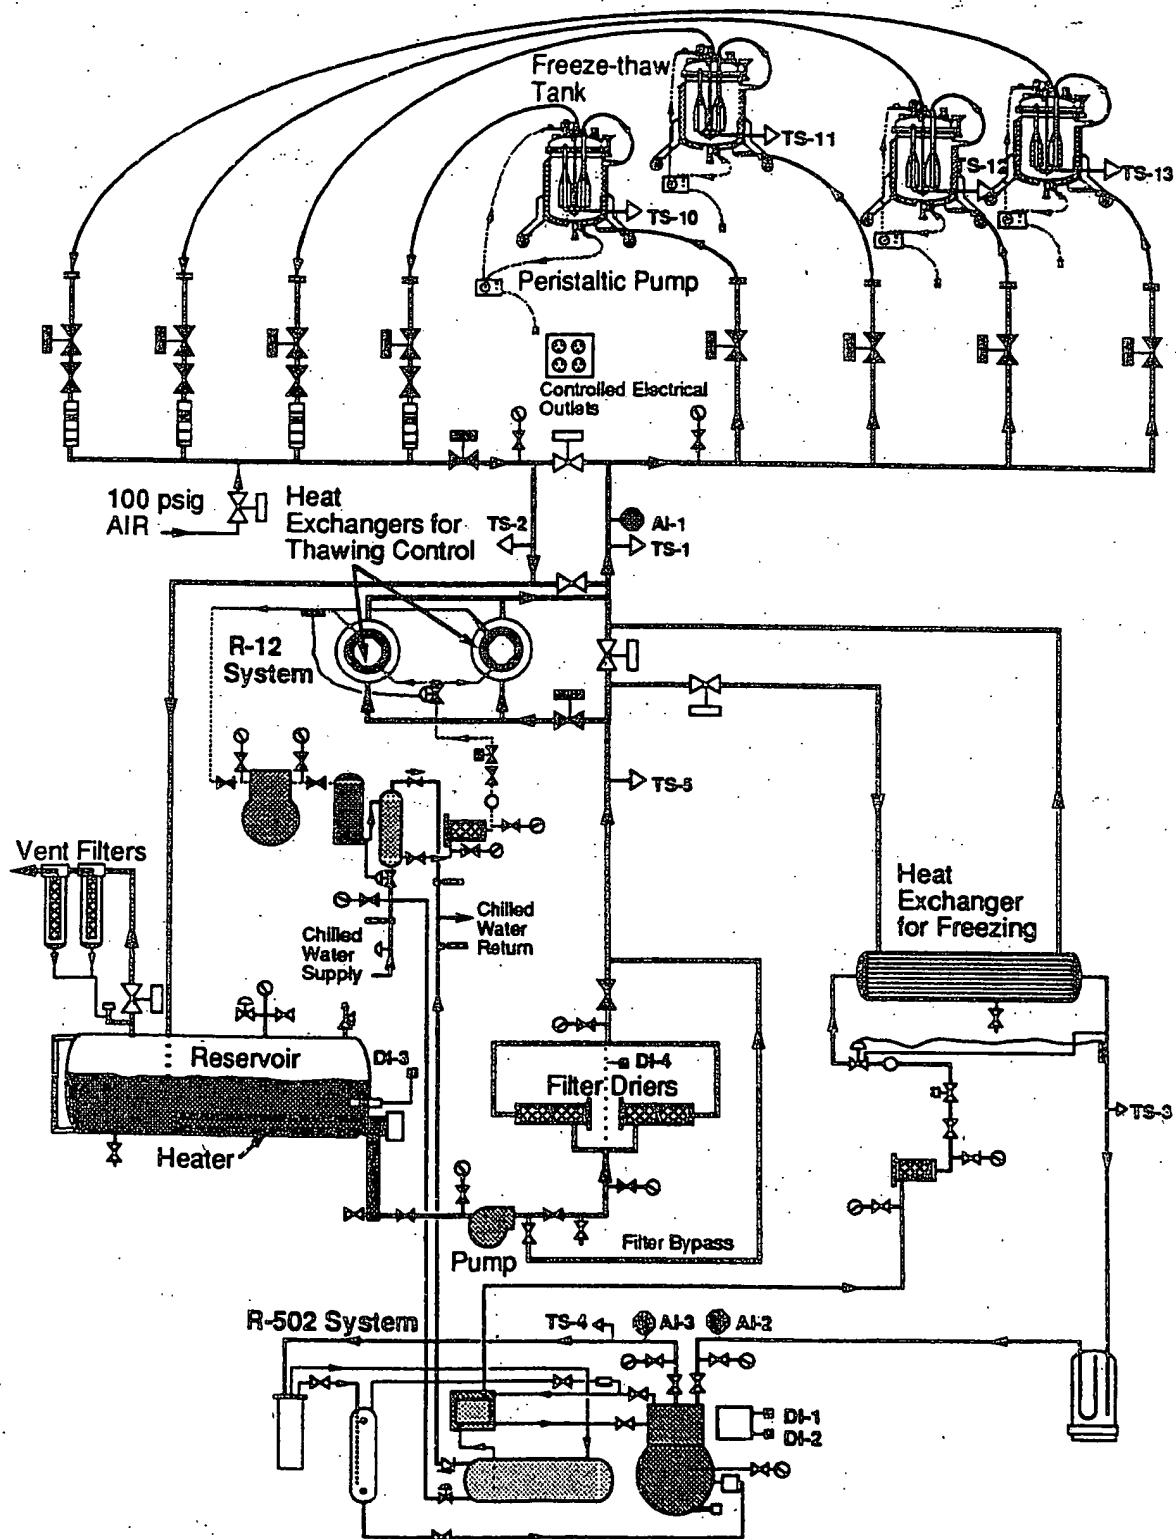 Freeze-thaw
Tank
TS-11
TS-12
TS-13
TS-10
Peristaltic Pump
Controlled Electrical
Outlets
100 psig
AIR
Heat
Exchangers for
Thawing Control
TS-2
AI-1
TS-1
R-12
System
TS-5
Vent Filters
Heat
Exchanger
for Freezing
Chilled
Water
Return
Chilled
Water
Supply
Reservoir
DI-3
DI-4
Filter Driers
TS-3
Heater
Pump
Filter Bypass
R-502 System
TS-4
AI-3
AI-2
DI-1
DI-2